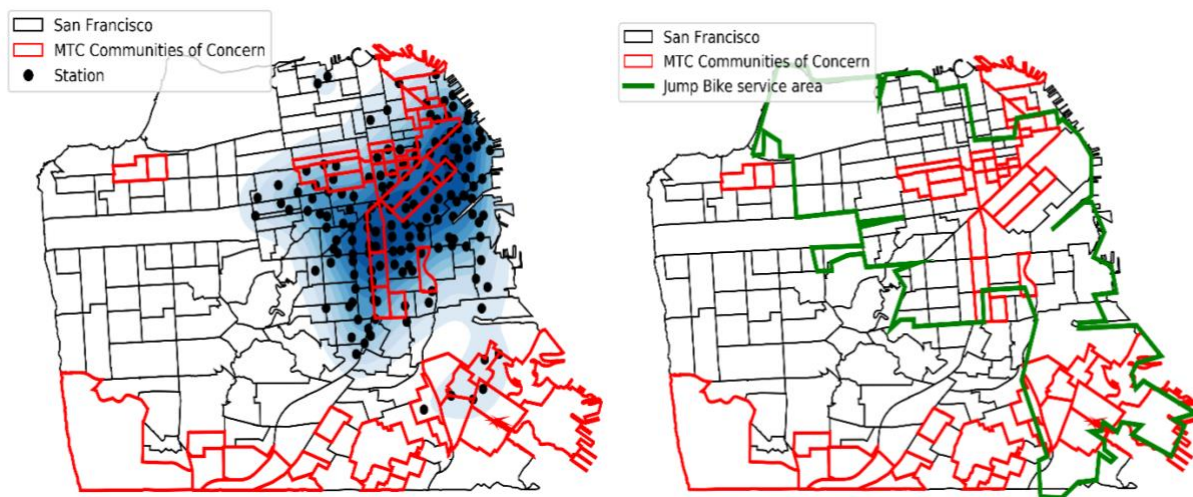 San Francisco
MTC Communities of Concern
Station
San Francisco
MTC Communities of Concern
Jump Bike service area